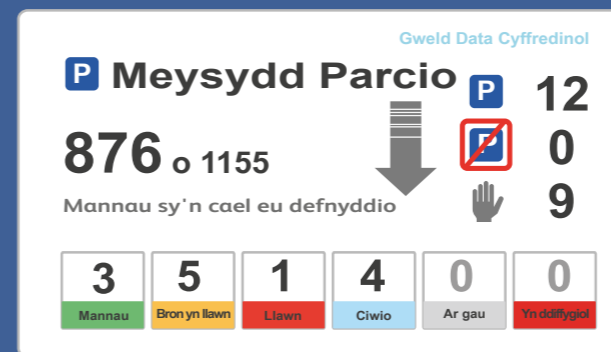 Gweld Data Cyffredinol
P Meysydd Parcio
P 12
876 o 1155
P 0
Mannau sy'n cael eu defnyddio
9
3 5 1 4 0 0
Mannau Bron yn llawn Llawn Ciwio Ar gau Yn ddiffygiol